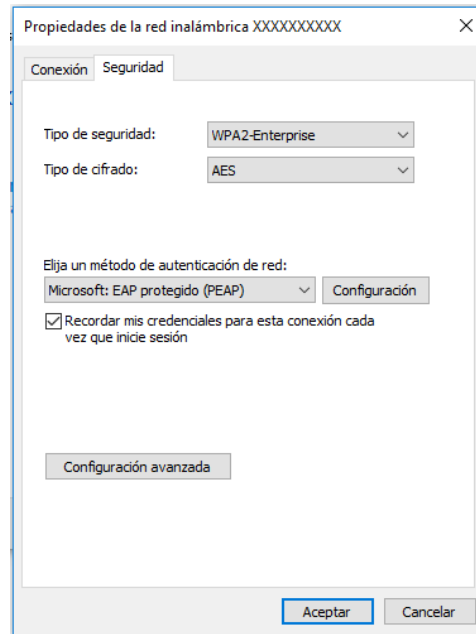 Propiedades de la red inalámbrica XXXXXXXXXX
Conexión Seguridad
Tipo de seguridad: WPA2-Enterprise
Tipo de cifrado: AES
Elija un método de autenticación de red:
Microsoft: EAP protegido (PEAP) Configuración
Recordar mis credenciales para esta conexión cada
vez que inicie sesión
Configuración avanzada
Aceptar Cancelar